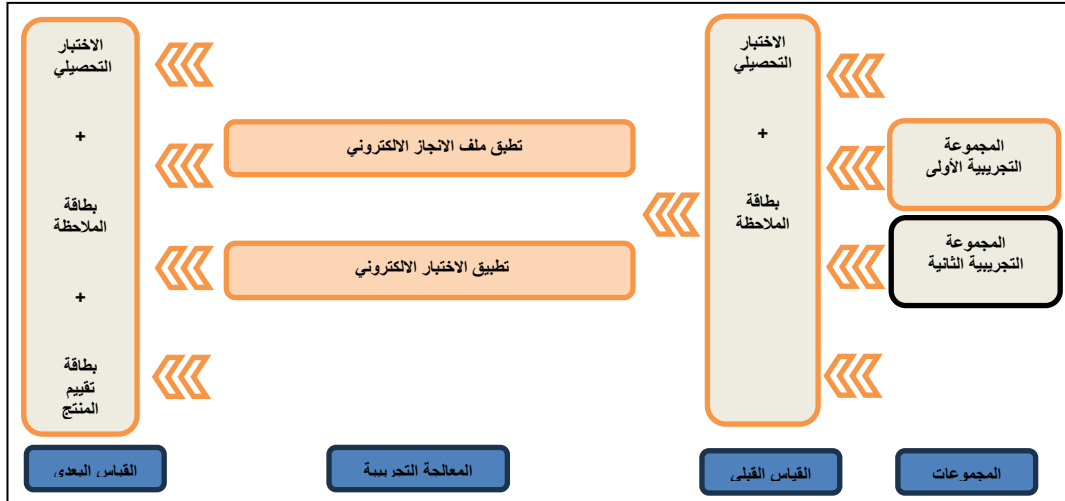 المجموعة
التجريبية الأولى
المجموعة
التجريبية الثانية
الاختبار
التحصيلي
+
بطاقة
الملاحظة
تطبق ملف الانجاز الالكتروني
تطبيق الاختبار الالكتروني
الاختبار
التحصيلي
+
بطاقة
الملاحظة
+
بطاقة
تقييم
المنتج
المجموعات
القياس القبلي
المعالجة التجريبية
القياس البعدي